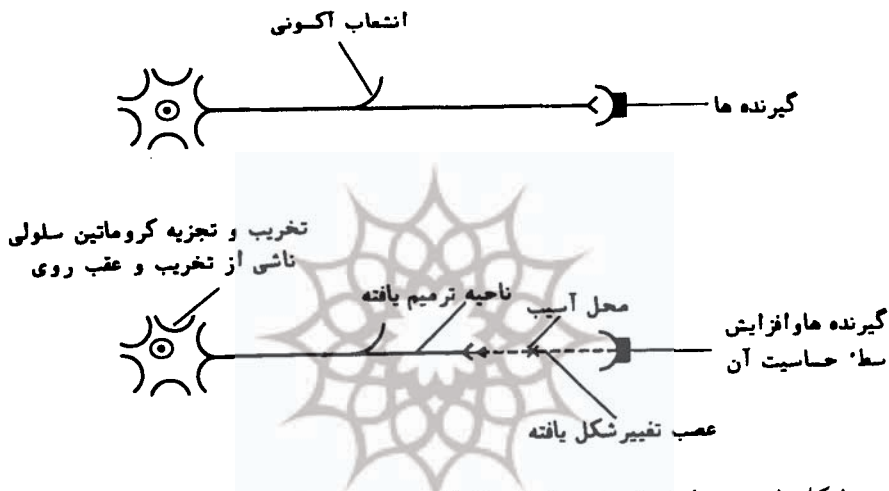 انشعاب آکسونی
گیرنده ها
تخریب و تجزیه کروماتین سلولی
ناشی از تخریب و عقب روی
ناحیه ترمیم یافته
محل آسیب
گیرنده هاوافزایش
سطء حساسیت آن
عصب تغییرشکل یافته